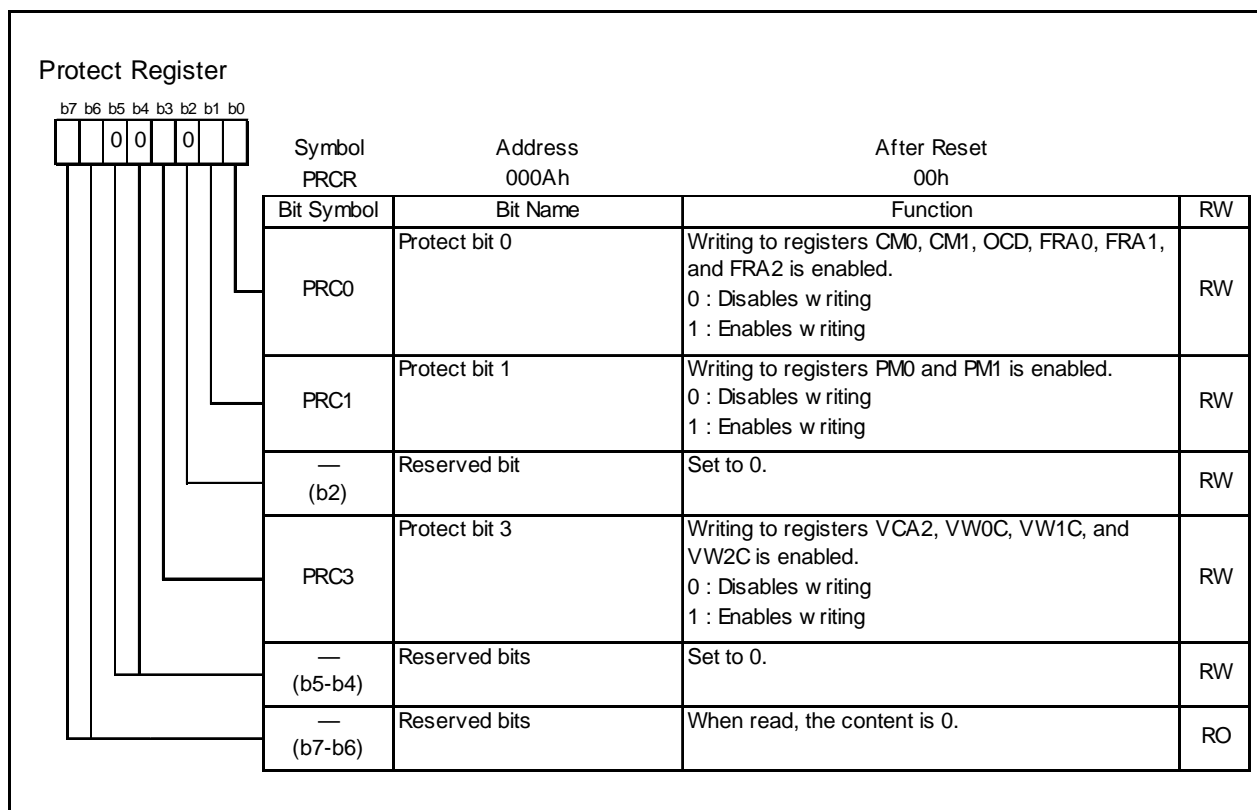 Protect Register
b7 b6 b5 b4 b3 b2 b1 b0
0 0 0
Symbol Address After Reset
PRCR 000Ah 00h
Bit Symbol Bit Name Function RW
PRC0 Protect bit 0 Writing to registers CM0, CM1, OCD, FRA0, FRA1,
and FRA2 is enabled.
0 : Disables w riting
1 : Enables w riting
RW
PRC1 Protect bit 1 Writing to registers PM0 and PM1 is enabled.
0 : Disables w riting
1 : Enables w riting
RW
—
(b2)
Reserved bit Set to 0. RW
PRC3 Protect bit 3 Writing to registers VCA2, VW0C, VW1C, and
VW2C is enabled.
0 : Disables w riting
1 : Enables w riting
RW
—
(b5-b4)
Reserved bits Set to 0. RW
—
(b7-b6)
Reserved bits When read, the content is 0. RO